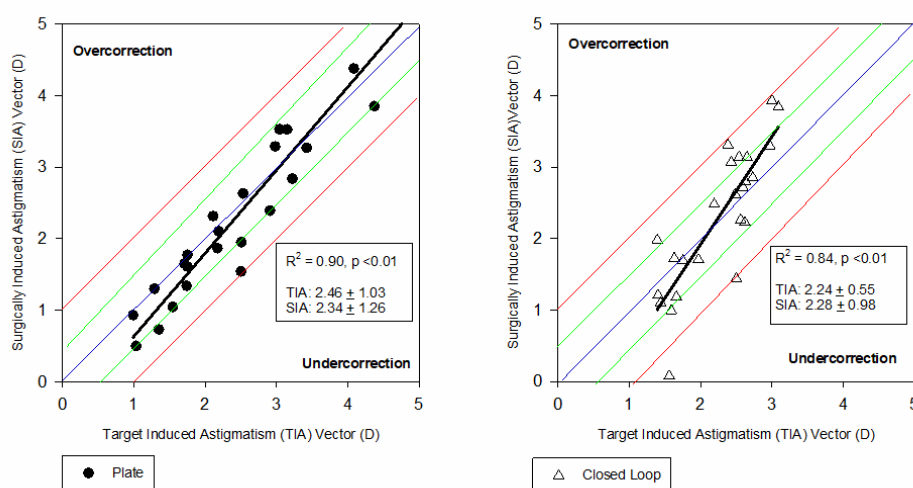 Overcorrection
Surgically Induced Astigmatism (SIA) Vector (D)
5
4
3
2
1
0
R² = 0.90, p <0.01
TIA: 2.46 ± 1.03
SIA: 2.34 ± 1.26
Undercorrection
0 1 2 3 4 5
Target Induced Astigmatism (TIA) Vector (D)
Plate
Overcorrection
Surgically Induced Astigmatism (SIA)Vector (D)
5
4
3
2
1
0
R² = 0.84, p <0.01
TIA: 2.24 ± 0.55
SIA: 2.28 ± 0.98
Undercorrection
0 1 2 3 4 5
Target Induced Astigmatism (TIA) Vector (D)
Closed Loop